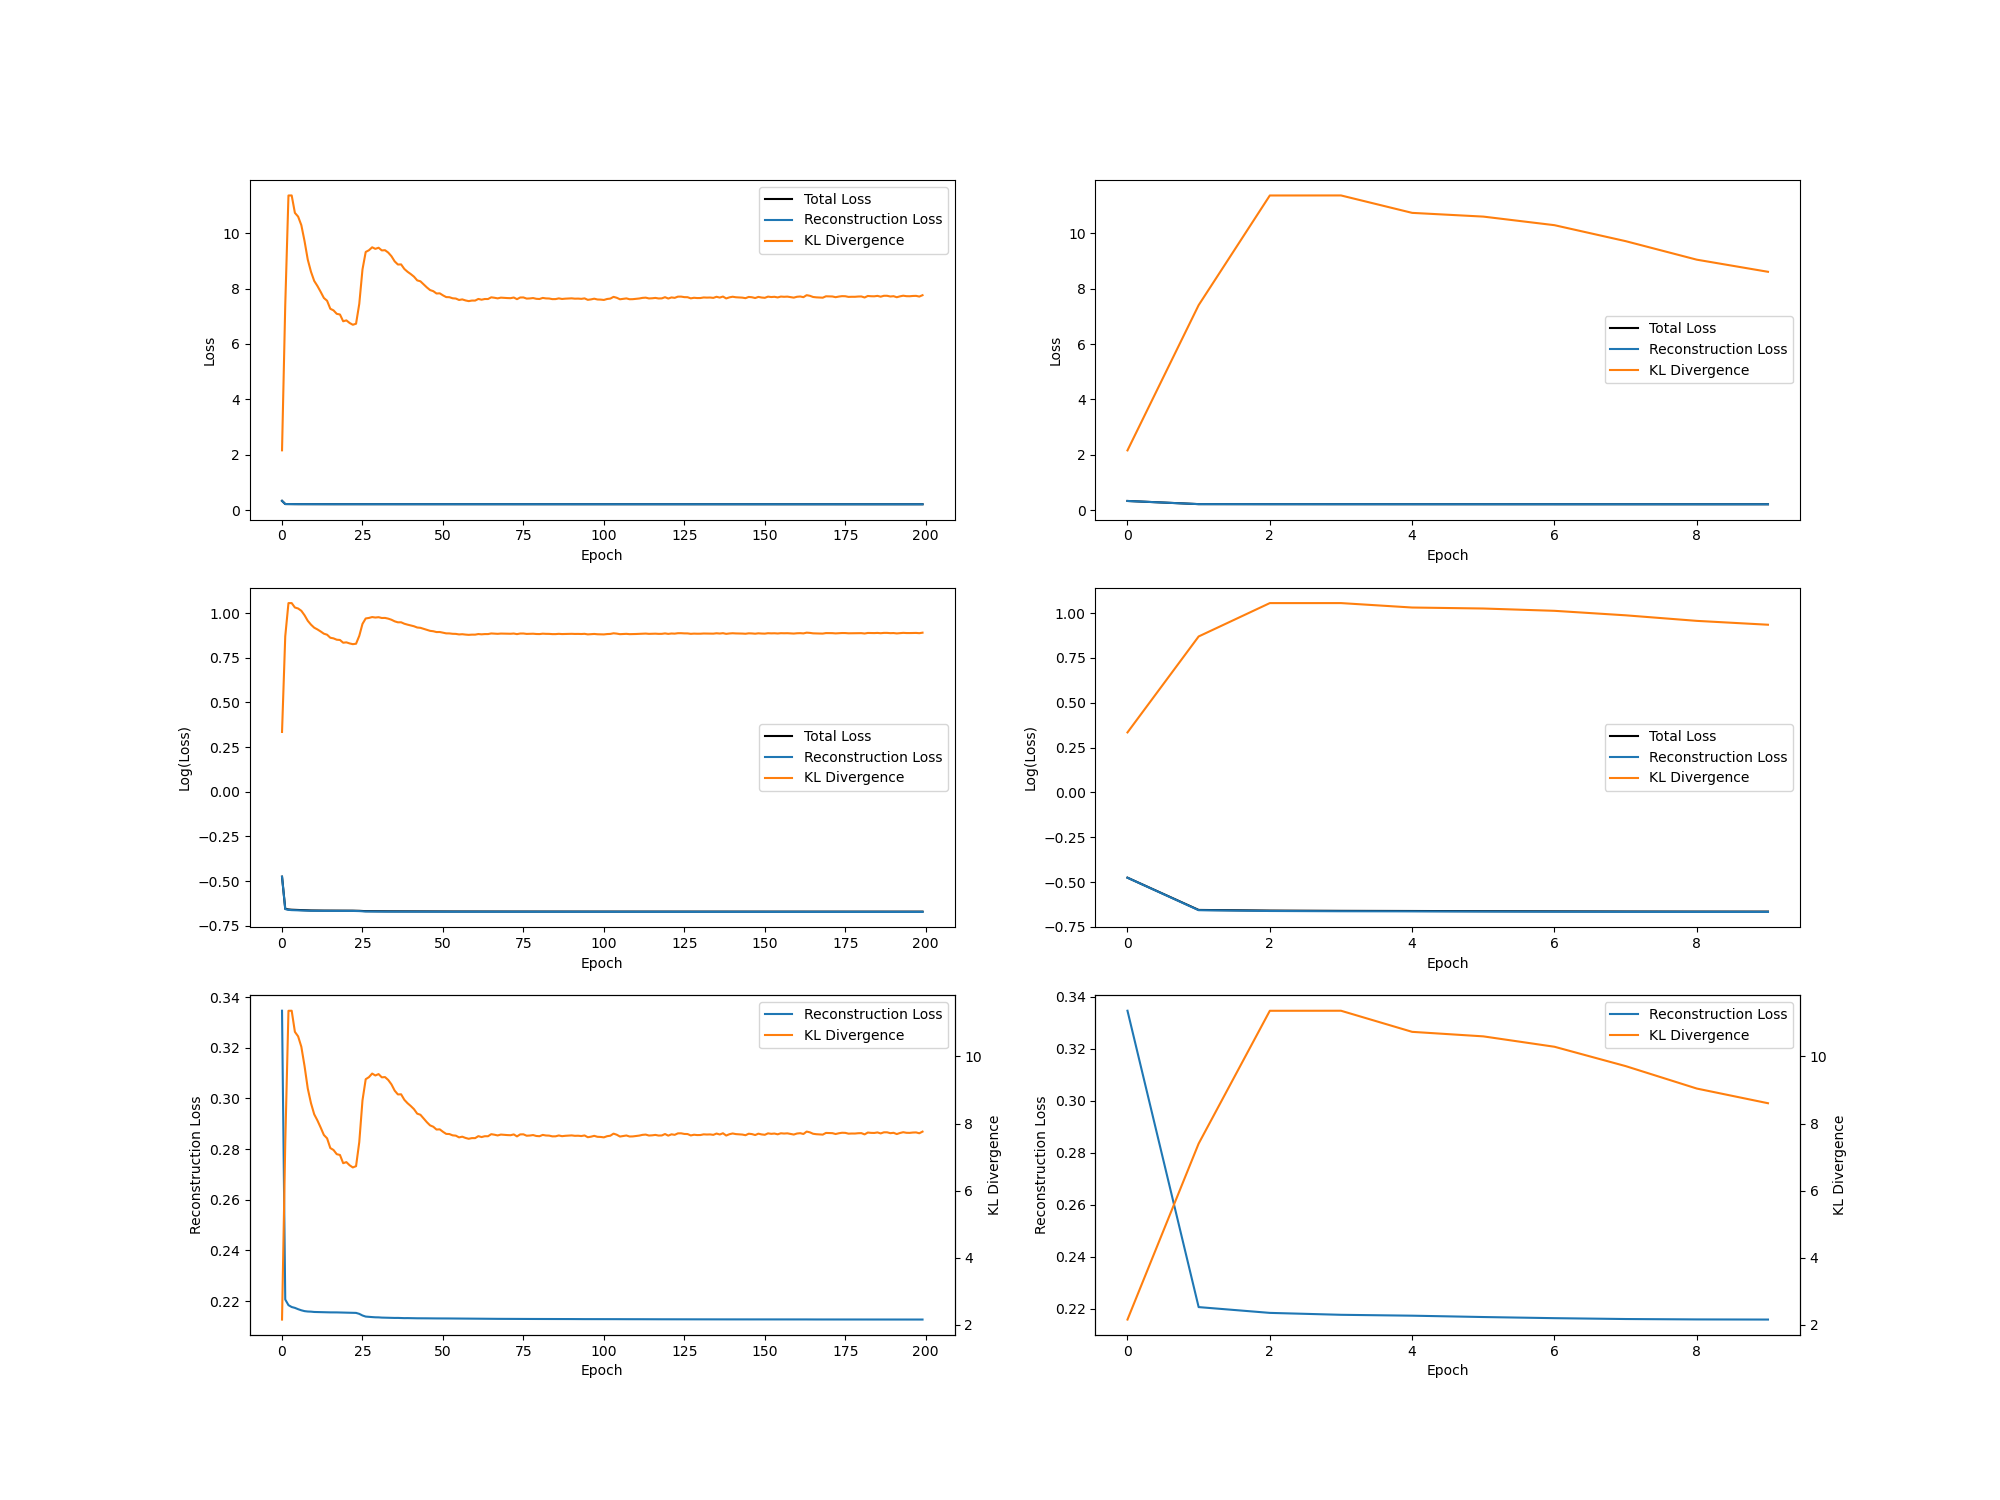 Total Loss
Reconstruction Loss
KL Divergence
10
8
6
4
2
0
Loss
0 25 50 75 100 125 150 175 200
Epoch
Total Loss
Reconstruction Loss
KL Divergence
10
8
6
4
2
0
Loss
0 2 4 6 8
Epoch
Total Loss
Reconstruction Loss
KL Divergence
1.00
0.75
0.50
0.25
0.00
−0.25
−0.50
−0.75
Log(Loss)
0 25 50 75 100 125 150 175 200
Epoch
Total Loss
Reconstruction Loss
KL Divergence
1.00
0.75
0.50
0.25
0.00
−0.25
−0.50
−0.75
Log(Loss)
0 2 4 6 8
Epoch
Reconstruction Loss
KL Divergence
0.34
0.32
0.30
0.28
0.26
0.24
0.22
Reconstruction Loss
10
8
6
4
2
KL Divergence
0 25 50 75 100 125 150 175 200
Epoch
Reconstruction Loss
KL Divergence
0.34
0.32
0.30
0.28
0.26
0.24
0.22
Reconstruction Loss
10
8
6
4
2
KL Divergence
0 2 4 6 8
Epoch